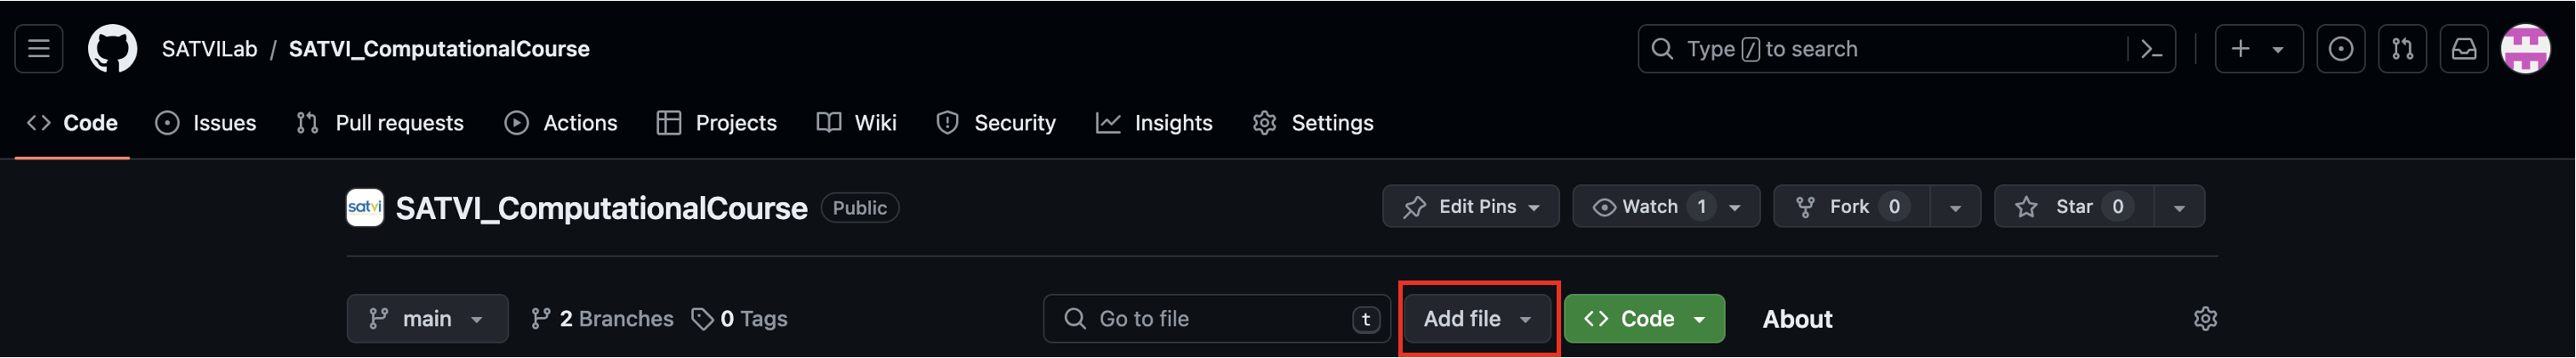 SATVILab / SATVI_ComputationalCourse Type / to search
Code Issues Pull requests Actions Projects Wiki Security Insights Settings
satvi SATVI_ComputationalCourse Public Edit Pins Watch 1 Fork 0 Star 0
main 2 Branches 0 Tags Go to file t Add file Code About